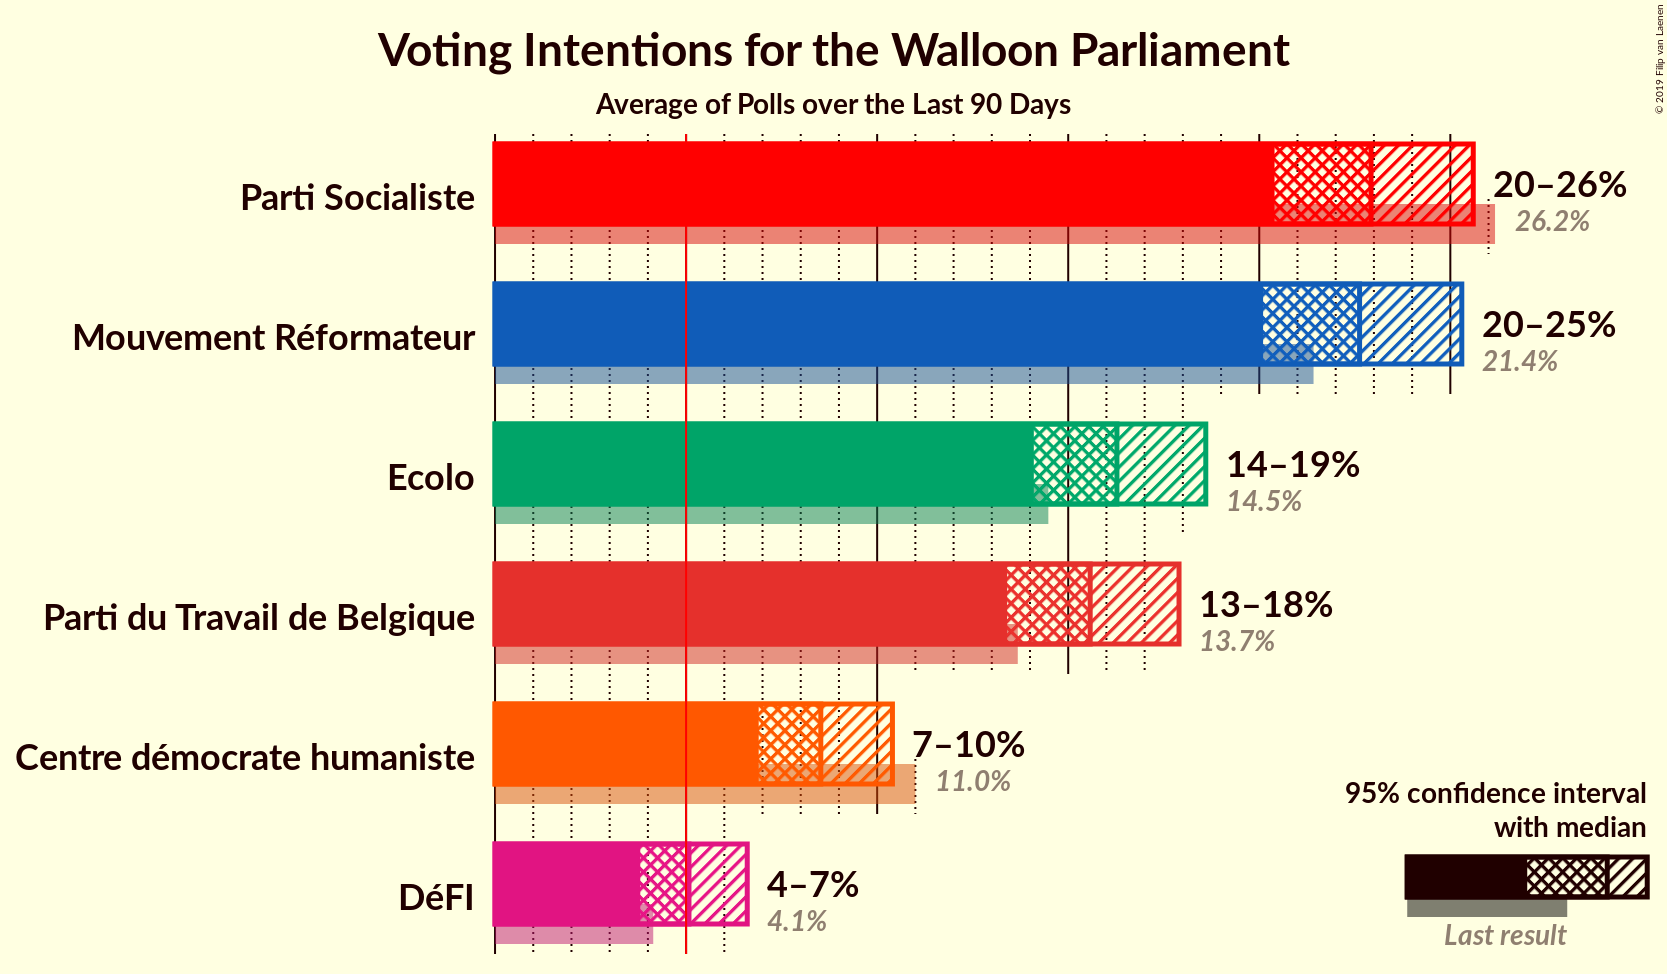 Voting Intentions for the Walloon Parliament
Average of Polls over the Last 90 Days
© 2019 Filip van Laenen
Parti Socialiste
20–26%
26.2%
Mouvement Réformateur
20–25%
21.4%
Ecolo
14–19%
14.5%
Parti du Travail de Belgique
13–18%
13.7%
Centre démocrate humaniste
7–10%
11.0%
DéFI
4–7%
4.1%
95% confidence interval
with median
Last result